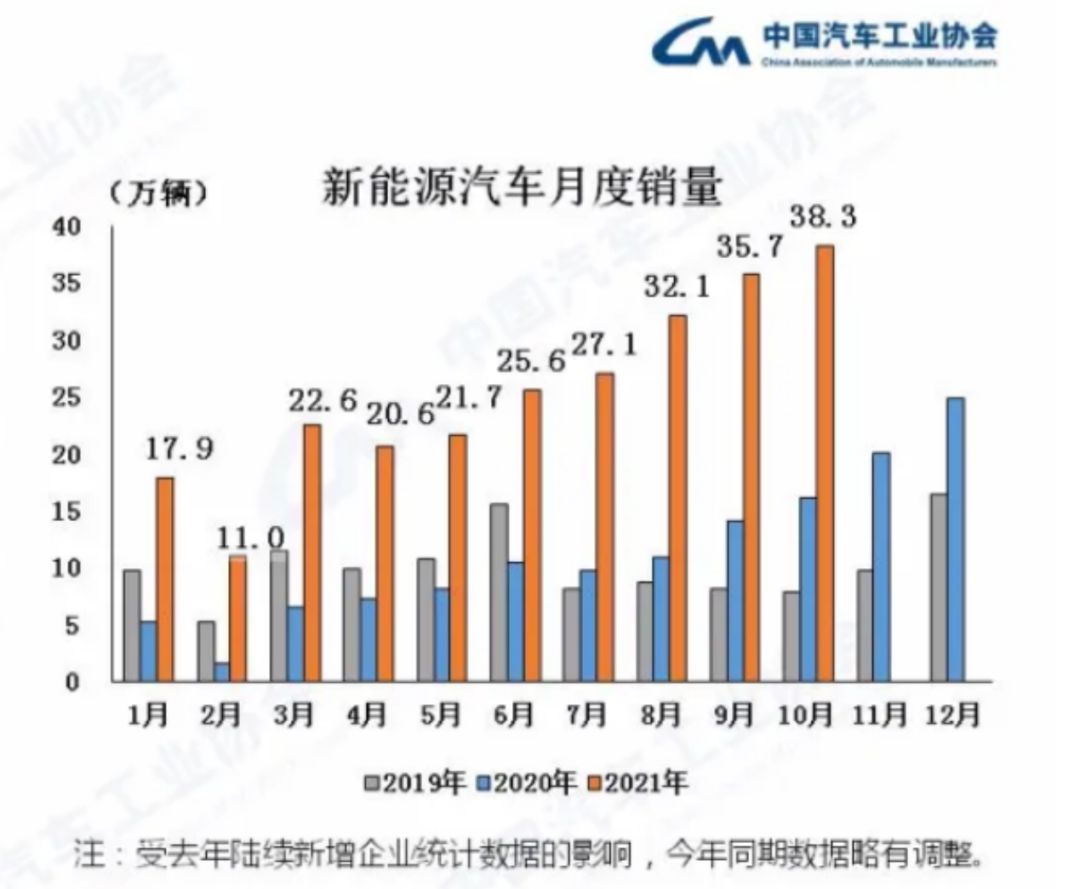 中国汽车工业协会
China Association of Automobile Manufacturers
新能源汽车月度销量
（万辆）
40
35
30
25
20
15
10
5
0
17.9
11.0
22.6
20.6
21.7
25.6
27.1
32.1
35.7
38.3
1月 2月 3月 4月 5月 6月 7月 8月 9月 10月 11月 12月
2019年 2020年 2021年
注：受去年陆续新增企业统计数据的影响，今年同期数据略有调整。